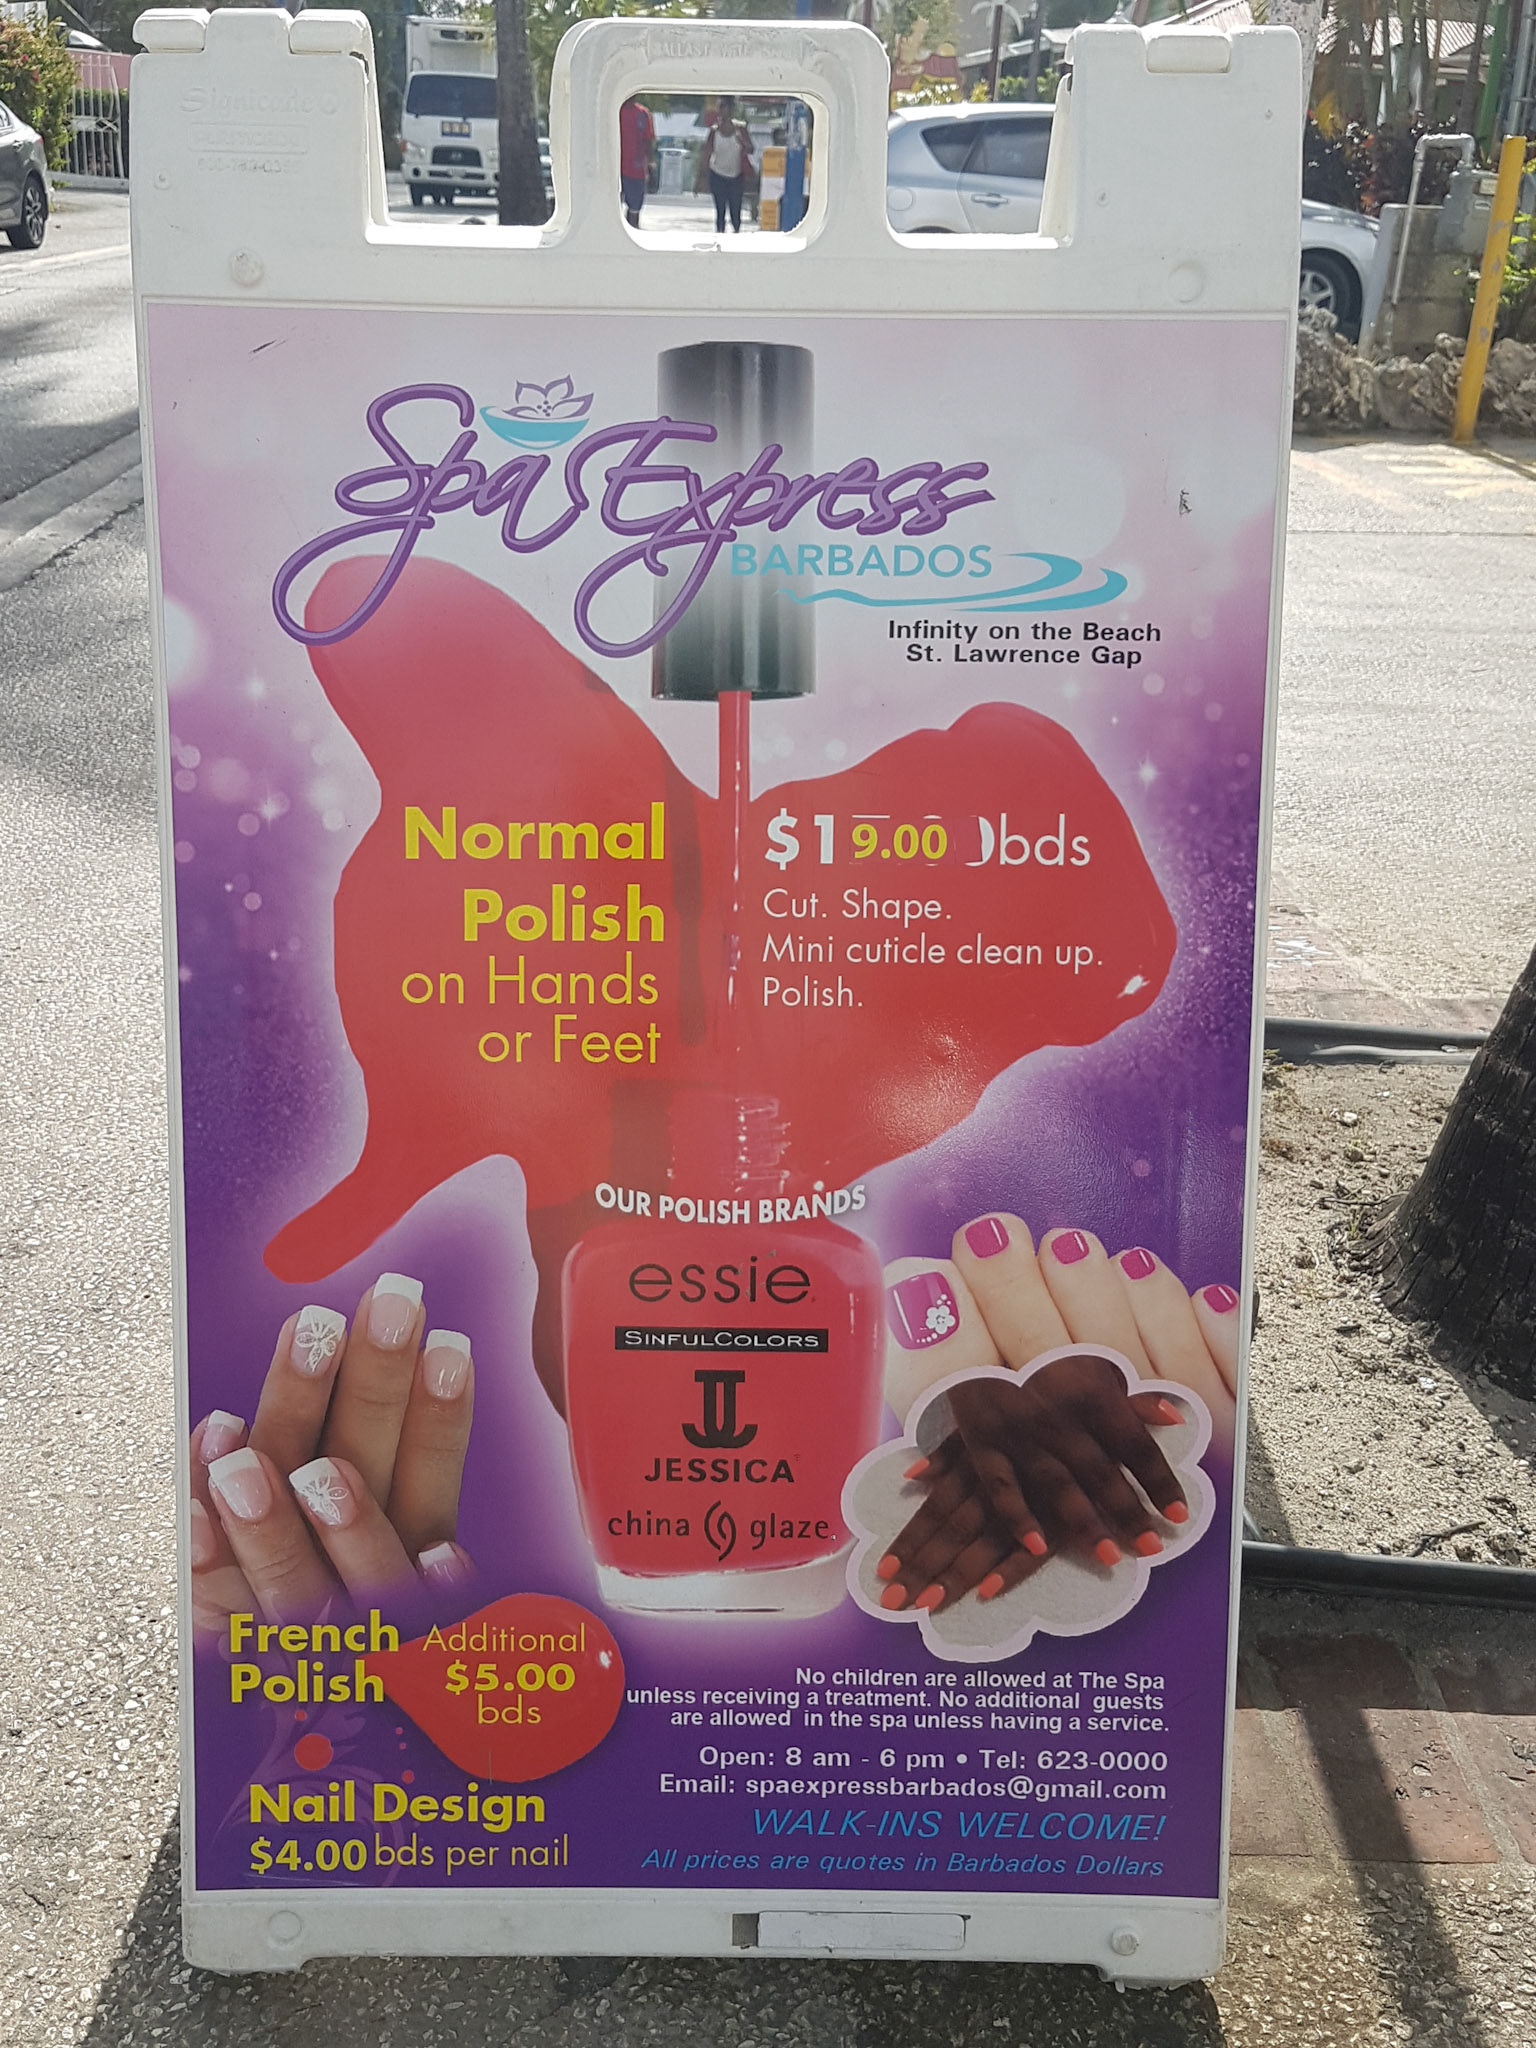 BALLAST
Signicade
Spa Express
BARBADOS
Infinity on the Beach
St. Lawrence Gap
Normal
Polish
on Hands
or Feet
$19.00 bds
Cut. Shape.
Mini cuticle clean up.
Polish.
OUR POLISH BRANDS
essie
SINFULCOLORS
JESSICA
china glaze
French
Polish
Additional
$5.00
bds
Nail Design
$4.00 bds per nail
No children are allowed at The Spa
unless receiving a treatment. No additional guests
are allowed in the spa unless having a service.
Open: 8 am - 6 pm • Tel: 623-0000
Email: spaexpressbarbados@gmail.com
WALK-INS WELCOME!
All prices are quotes in Barbados Dollars